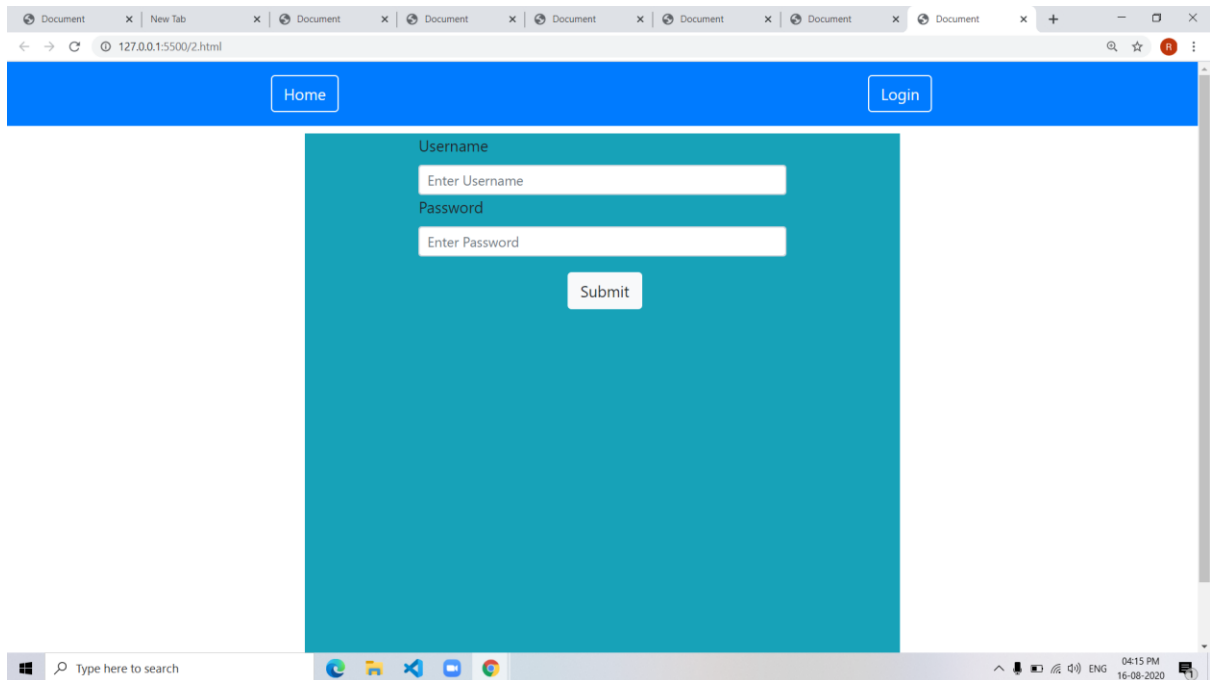 Document New Tab Document Document Document Document Document Document
127.0.0.1:5500/2.html
R
Home Login
Username
Enter Username
Password
Enter Password
Submit
Type here to search
ENG
04:15 PM
16-08-2020
1